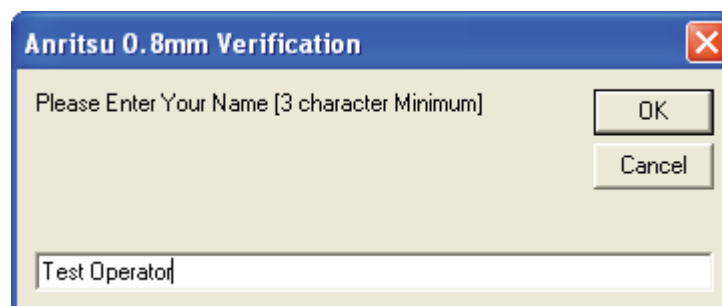 Anritsu 0.8mm Verification
Please Enter Your Name [3 character Minimum]
OK
Cancel
Test Operator